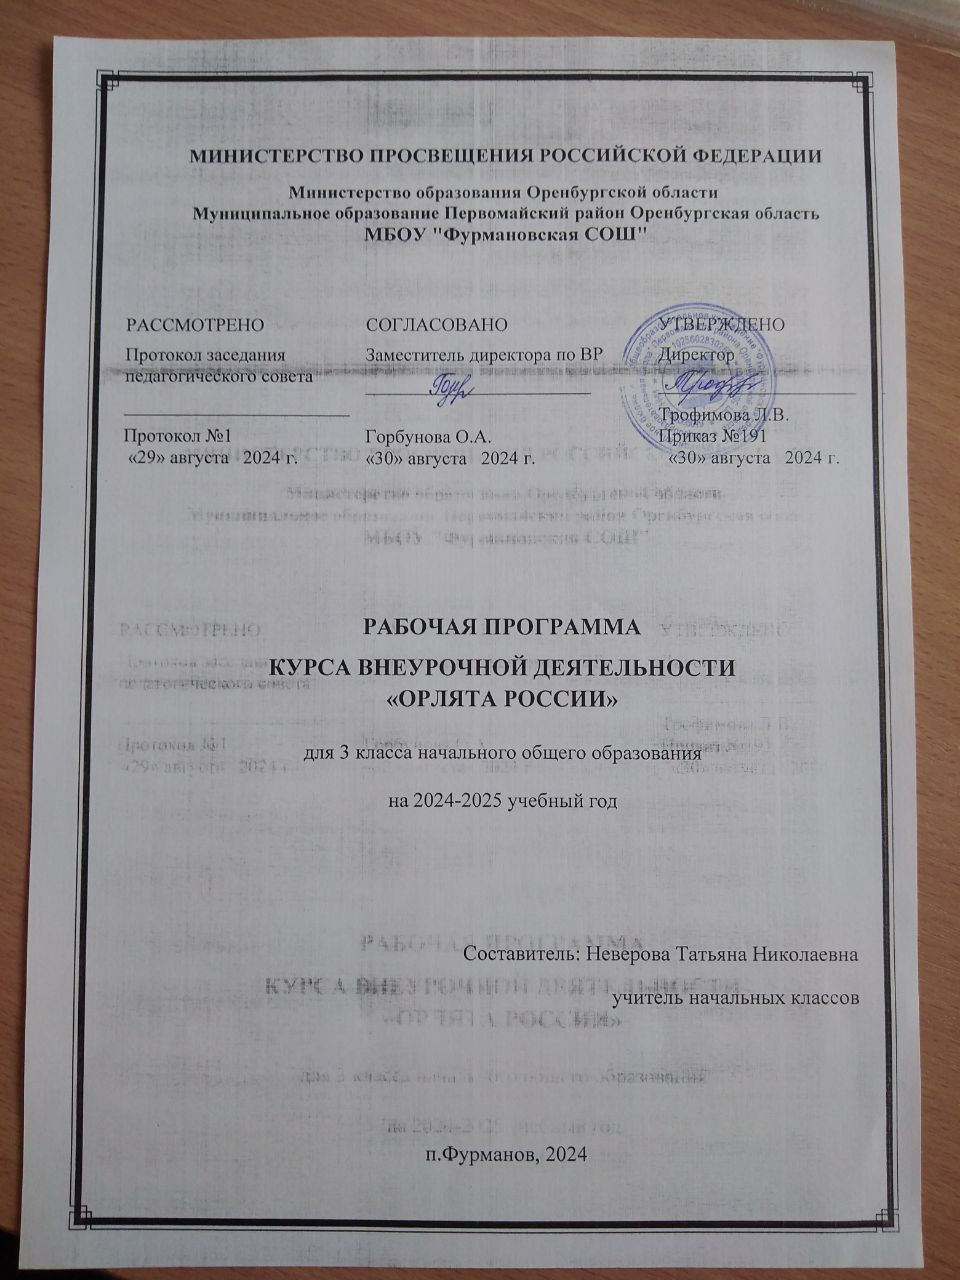 МИНИСТЕРСТВО ПРОСВЕЩЕНИЯ РОССИЙСКОЙ ФЕДЕРАЦИИ
Министерство образования Оренбургской области
Муниципальное образование Первомайский район Оренбургская область
МБОУ "Фурмановская СОШ"
РАССМОТРЕНО
Протокол заседания
педагогического совета
Протокол №1
«29» августа 2024 г.
СОГЛАСОВАНО
Заместитель директора по ВР
Горбунова О.А.
«30» августа 2024 г.
УТВЕРЖДЕНО
Директор
Трофимова Л.В.
Приказ №191
«30» августа 2024 г.
РАБОЧАЯ ПРОГРАММА
КУРСА ВНЕУРОЧНОЙ ДЕЯТЕЛЬНОСТИ
«ОРЛЯТА РОССИИ»
для 3 класса начального общего образования
на 2024-2025 учебный год
Составитель: Неверова Татьяна Николаевна
учитель начальных классов
п.Фурманов, 2024